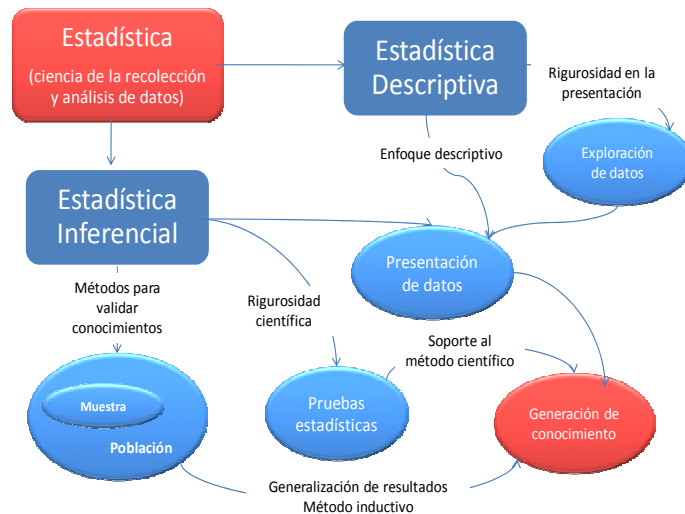 Estadística
(ciencia de la recolección
y análisis de datos)
Estadística
Descriptiva
Rigurosidad en la
presentación
Enfoque descriptivo
Exploración
de datos
Estadística
Inferencial
Presentación
de datos
Métodos para
validar
conocimientos
Rigurosidad
científica
Soporte al
método científico
Muestra
Población
Pruebas
estadísticas
Generación de
conocimiento
Generalización de resultados
Método inductivo